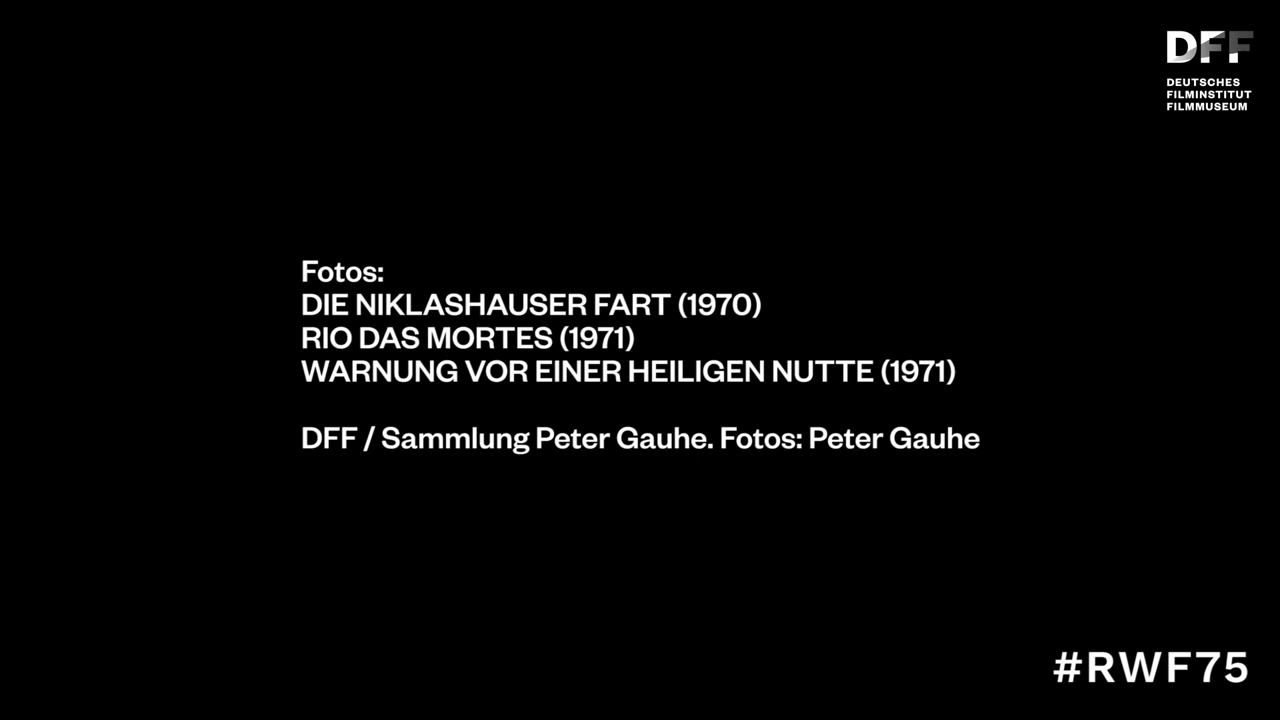 DFF
DEUTSCHES
FILMINSTITUT
FILMMUSEUM
Fotos:
DIE NIKLASHAUSER FART (1970)
RIO DAS MORTES (1971)
WARNUNG VOR EINER HEILIGEN NUTTE (1971)
DFF / Sammlung Peter Gauhe. Fotos: Peter Gauhe
#RWF75